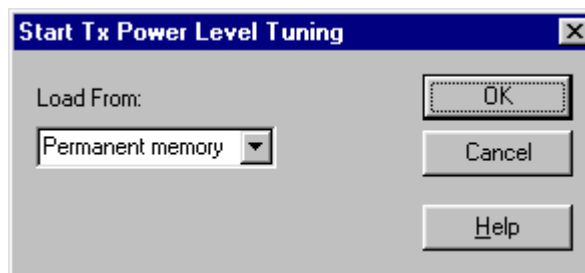 Start Tx Power Level Tuning
Load From:
Permanent memory
OK
Cancel
Help